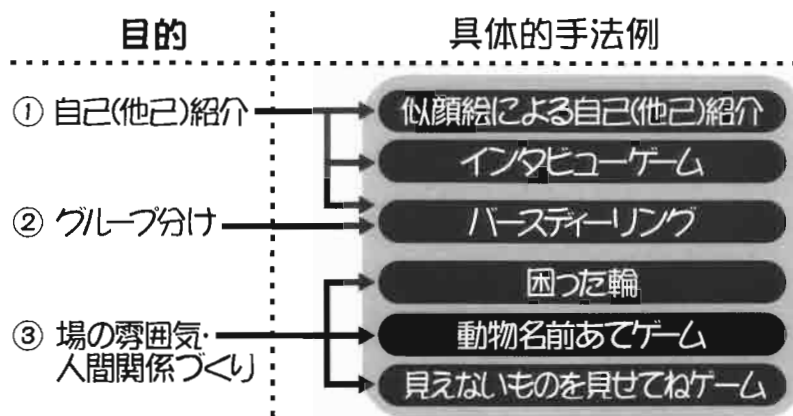 目的
具体的手法例
① 自己(他己)紹介
似顔絵による自己(他己)紹介
インタビューゲーム
② グループ分け
バースディーリング
困った輪
③ 場の雰囲気・
人間関係づくり
動物名前あてゲーム
見えないものを見せてねゲーム